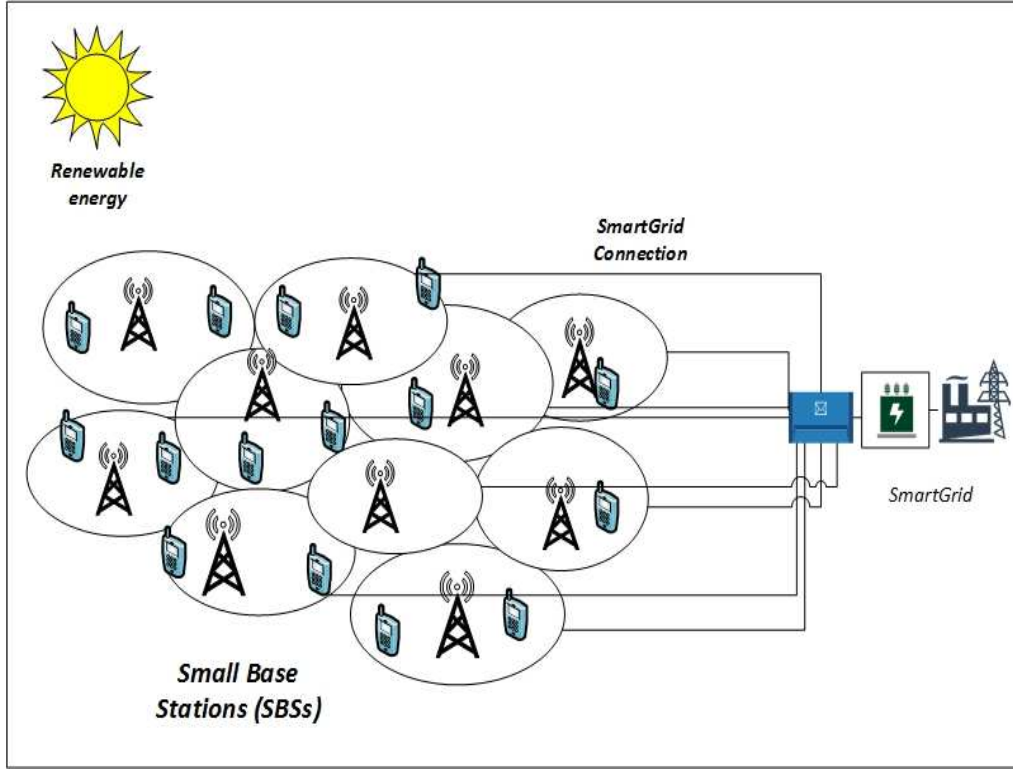 Renewable
energy
SmartGrid
Connection
SmartGrid
Small Base
Stations (SBSs)